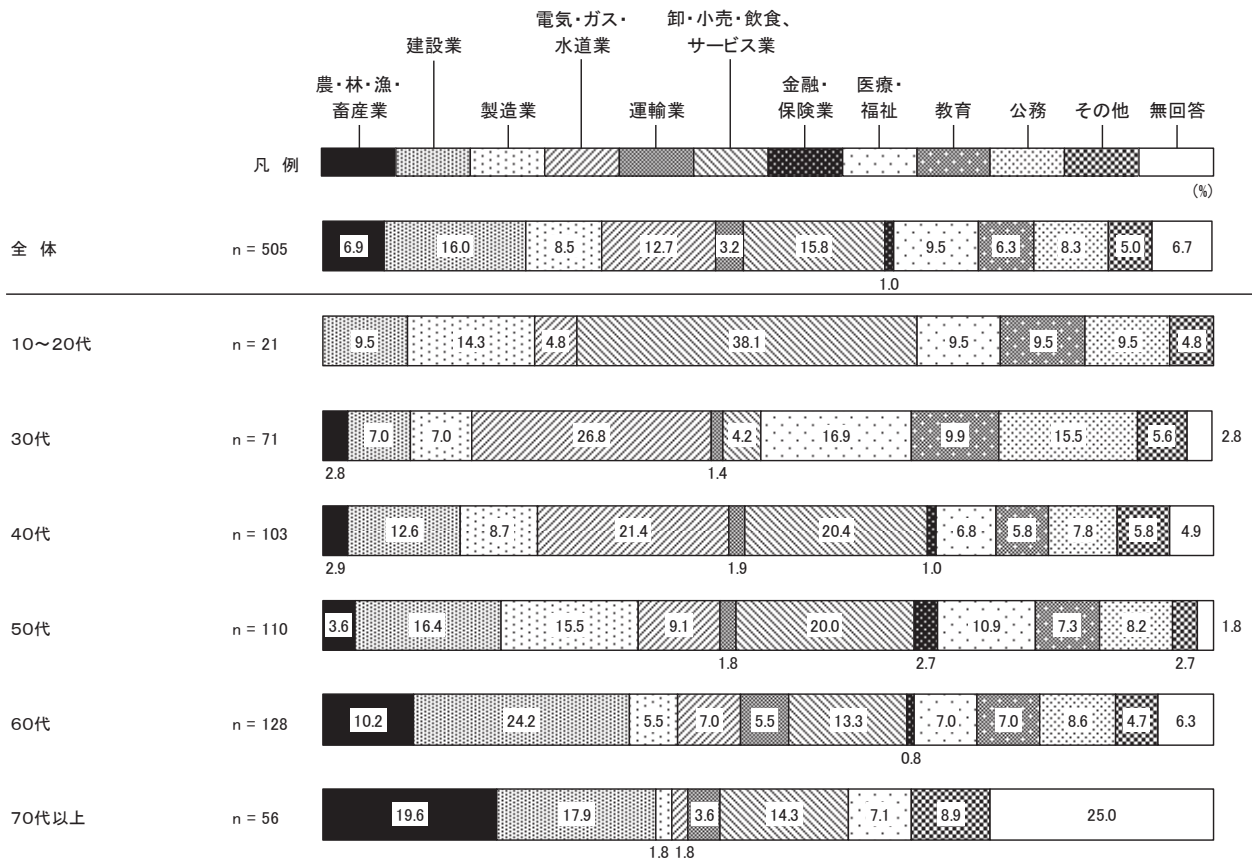 電気・ガス・ 卸・小売・飲食、
建設業 水道業 サービス業
農・林・漁・ 金融・ 医療・
畜産業 製造業 運輸業 保険業 福祉 教育 公務 その他 無回答
凡 例
(%)
全 体 n = 505 6.9 16.0 8.5 12.7 3.2 15.8 9.5 6.3 8.3 5.0 6.7
1.0
10～20代 n = 21 9.5 14.3 4.8 38.1 9.5 9.5 9.5 4.8
30代 n = 71 7.0 7.0 26.8 4.2 16.9 9.9 15.5 5.6 2.8
2.8 1.4
40代 n = 103 12.6 8.7 21.4 20.4 6.8 5.8 7.8 5.8 4.9
2.9 1.9 1.0
50代 n = 110 3.6 16.4 15.5 9.1 20.0 10.9 7.3 8.2 1.8
1.8 2.7 2.7
60代 n = 128 10.2 24.2 5.5 7.0 5.5 13.3 7.0 7.0 8.6 4.7 6.3
0.8
70代以上 n = 56 19.6 17.9 3.6 14.3 7.1 8.9 25.0
1.8 1.8